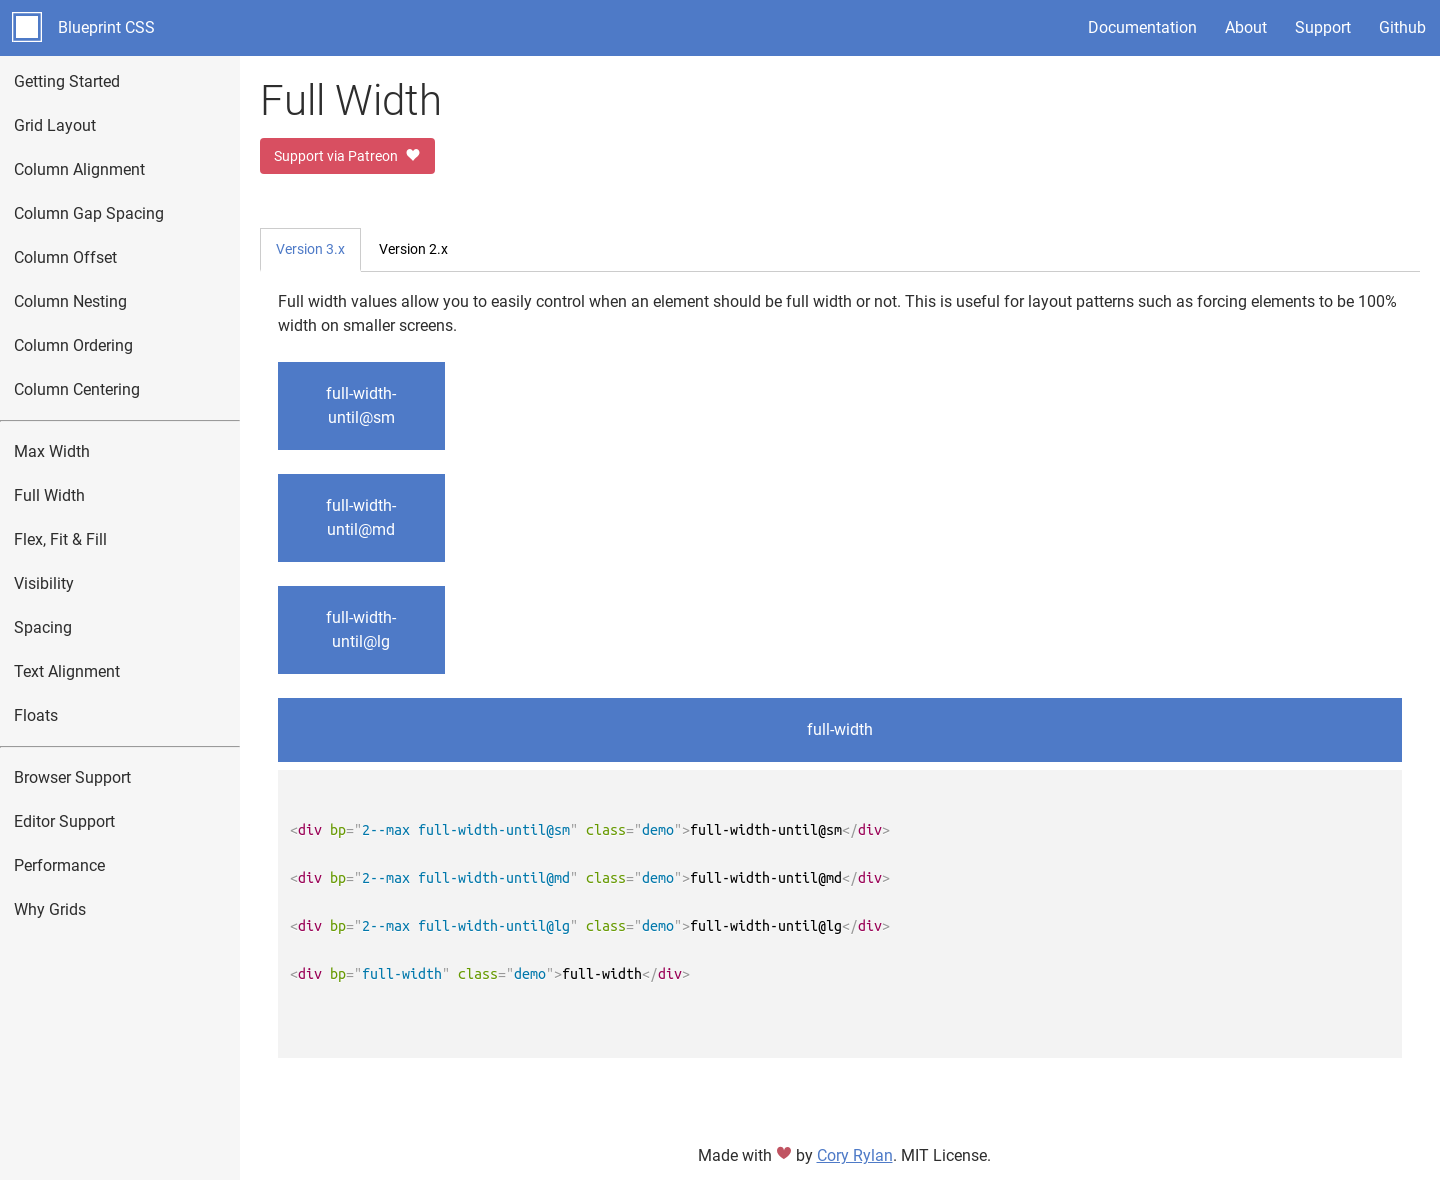 Blueprint CSS
Documentation
About
Support
Github
Getting Started
Grid Layout
Column Alignment
Column Gap Spacing
Column Offset
Column Nesting
Column Ordering
Column Centering
Max Width
Full Width
Flex, Fit & Fill
Visibility
Spacing
Text Alignment
Floats
Browser Support
Editor Support
Performance
Why Grids
Full Width
Support via Patreon
Version 3.x
Version 2.x
Full width values allow you to easily control when an element should be full width or not. This is useful for layout patterns such as forcing elements to be 100%
width on smaller screens.
full-width-
until@sm
full-width-
until@md
full-width-
until@lg
full-width
<div bp="2--max full-width-until@sm" class="demo">full-width-until@sm</div>
<div bp="2--max full-width-until@md" class="demo">full-width-until@md</div>
<div bp="2--max full-width-until@lg" class="demo">full-width-until@lg</div>
<div bp="full-width" class="demo">full-width</div>
Made with ♥ by Cory Rylan. MIT License.